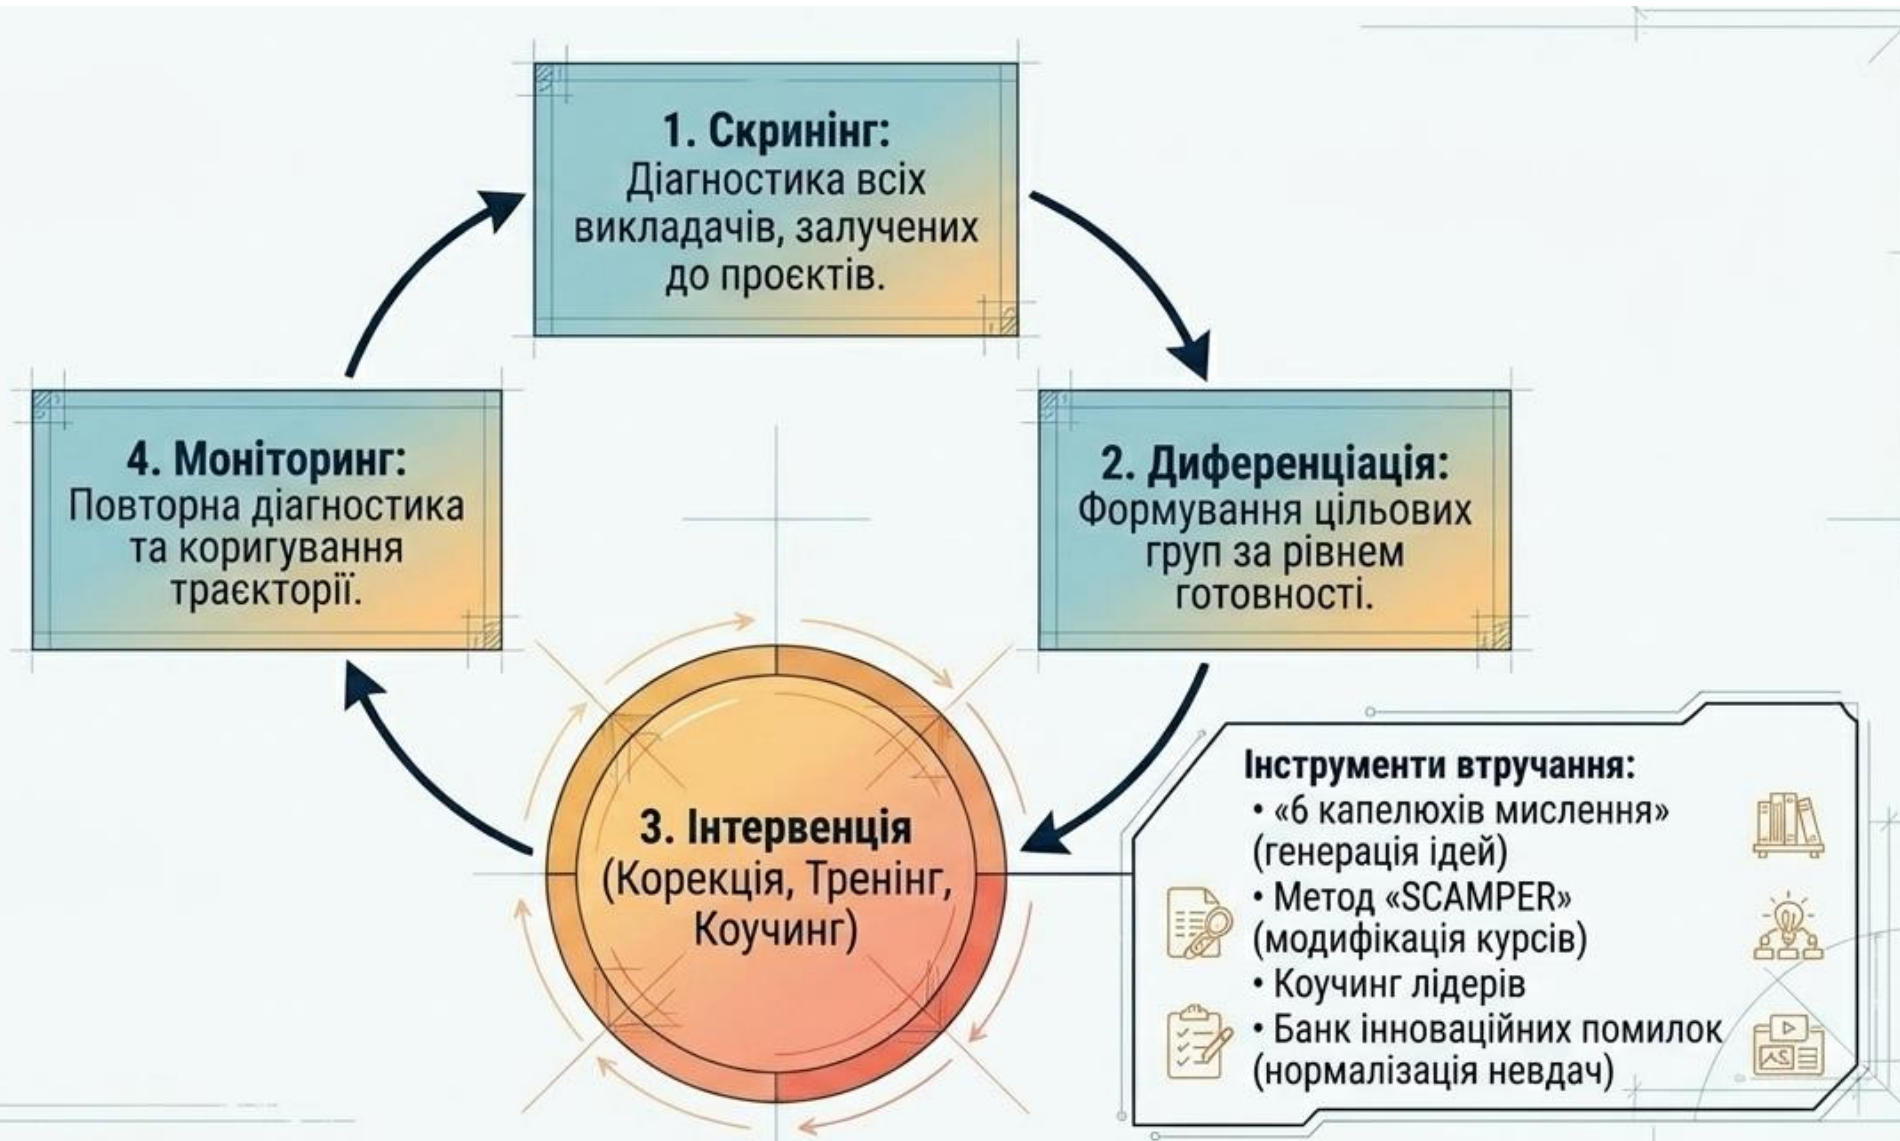 1. Скринінг:
Діагностика всіх
викладачів, залучених
до проєктів.
2. Диференціація:
Формування цільових
груп за рівнем
готовності.
3. Інтервенція
(Корекція, Тренінг,
Коучинг)
4. Моніторинг:
Повторна діагностика
та коригування
траєкторії.
Інструменти втручання:
• «6 капелюхів мислення»
(генерація ідей)
• Метод «SCAMPER»
(модифікація курсів)
• Коучинг лідерів
• Банк інноваційних помилок
(нормалізація невдач)